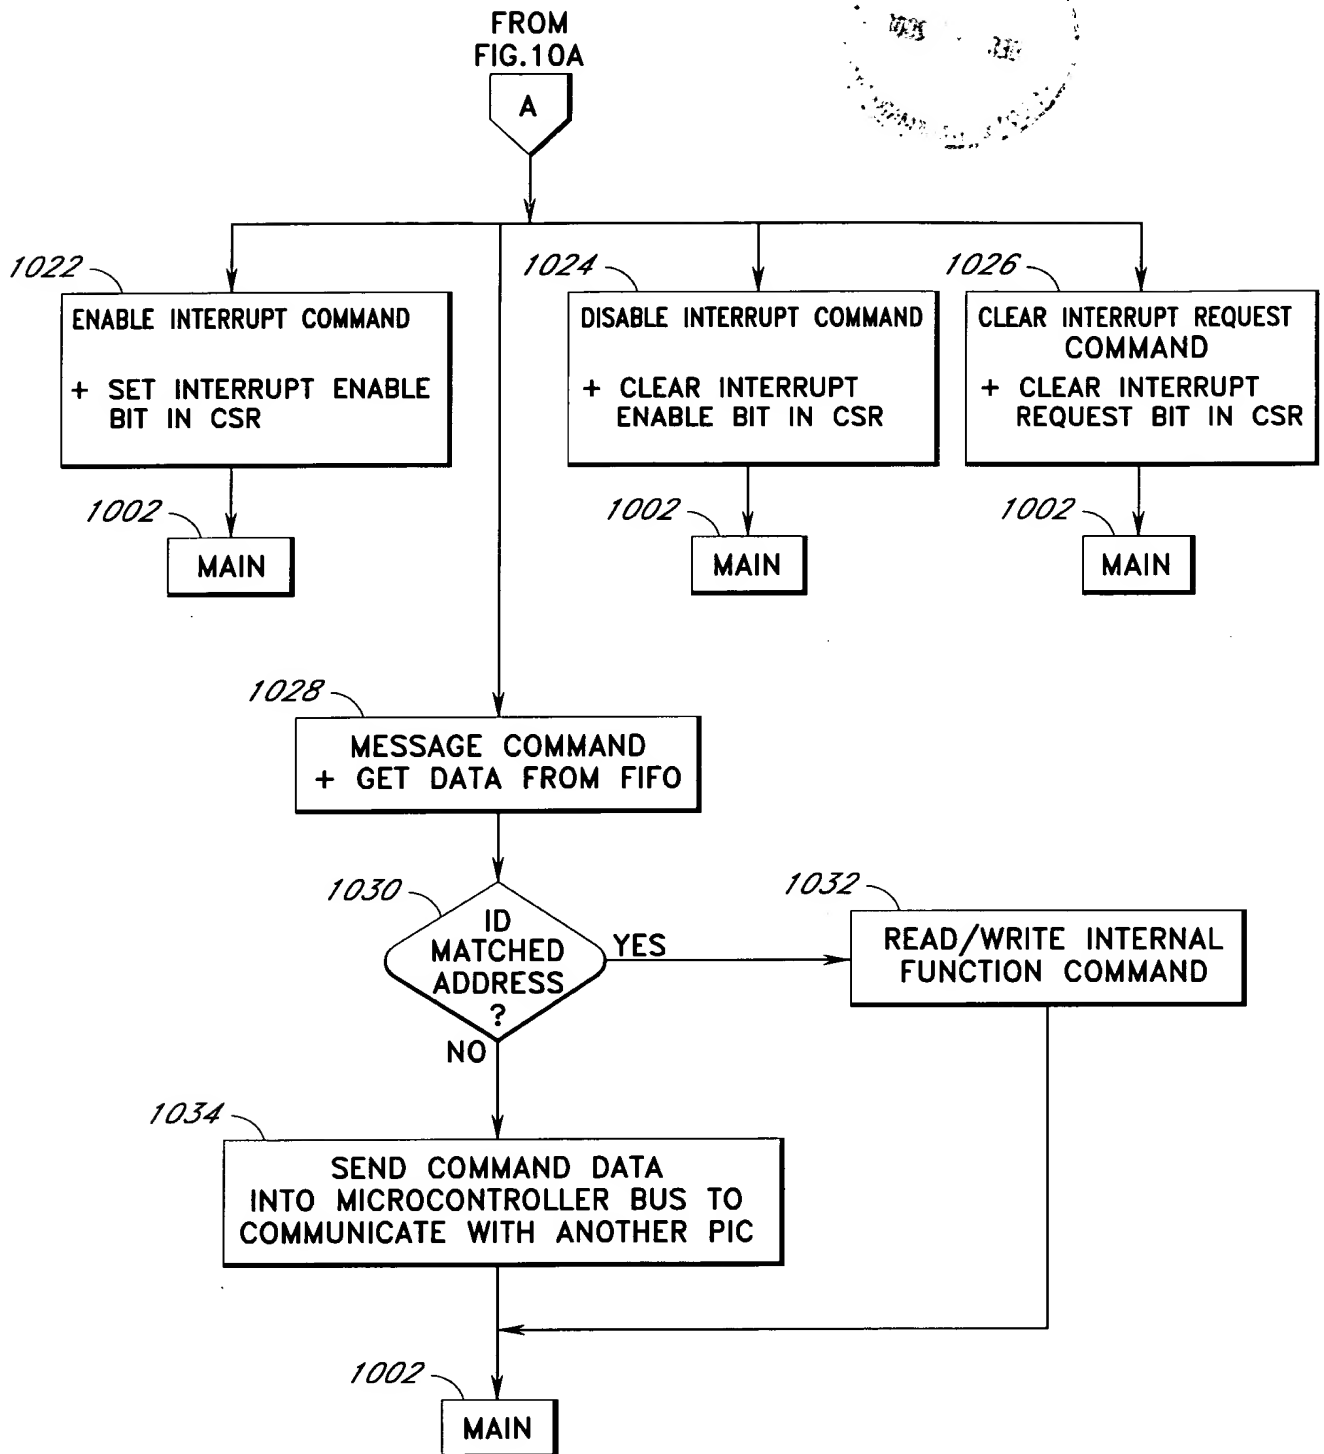 FROM
FIG.10A
A
1022
ENABLE INTERRUPT COMMAND
+ SET INTERRUPT ENABLE
BIT IN CSR
1002
MAIN
1024
DISABLE INTERRUPT COMMAND
+ CLEAR INTERRUPT
ENABLE BIT IN CSR
1002
MAIN
1026
CLEAR INTERRUPT REQUEST
COMMAND
+ CLEAR INTERRUPT
REQUEST BIT IN CSR
1002
MAIN
1028
MESSAGE COMMAND
+ GET DATA FROM FIFO
1030
ID
MATCHED
ADDRESS
?
YES
1032
READ/WRITE INTERNAL
FUNCTION COMMAND
NO
1034
SEND COMMAND DATA
INTO MICROCONTROLLER BUS TO
COMMUNICATE WITH ANOTHER PIC
1002
MAIN